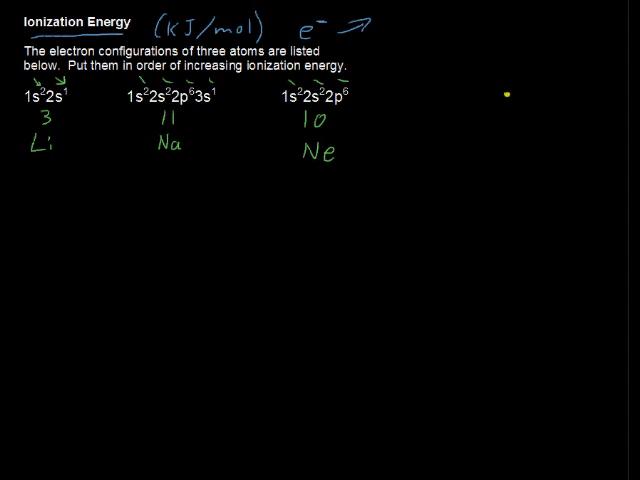 Ionization Energy (KJ/mol) e⁻ →
The electron configurations of three atoms are listed
below. Put them in order of increasing ionization energy.
1s²2s¹ 1s²2s²2p⁶3s¹ 1s²2s²2p⁶
3 11 10
Li Na Ne